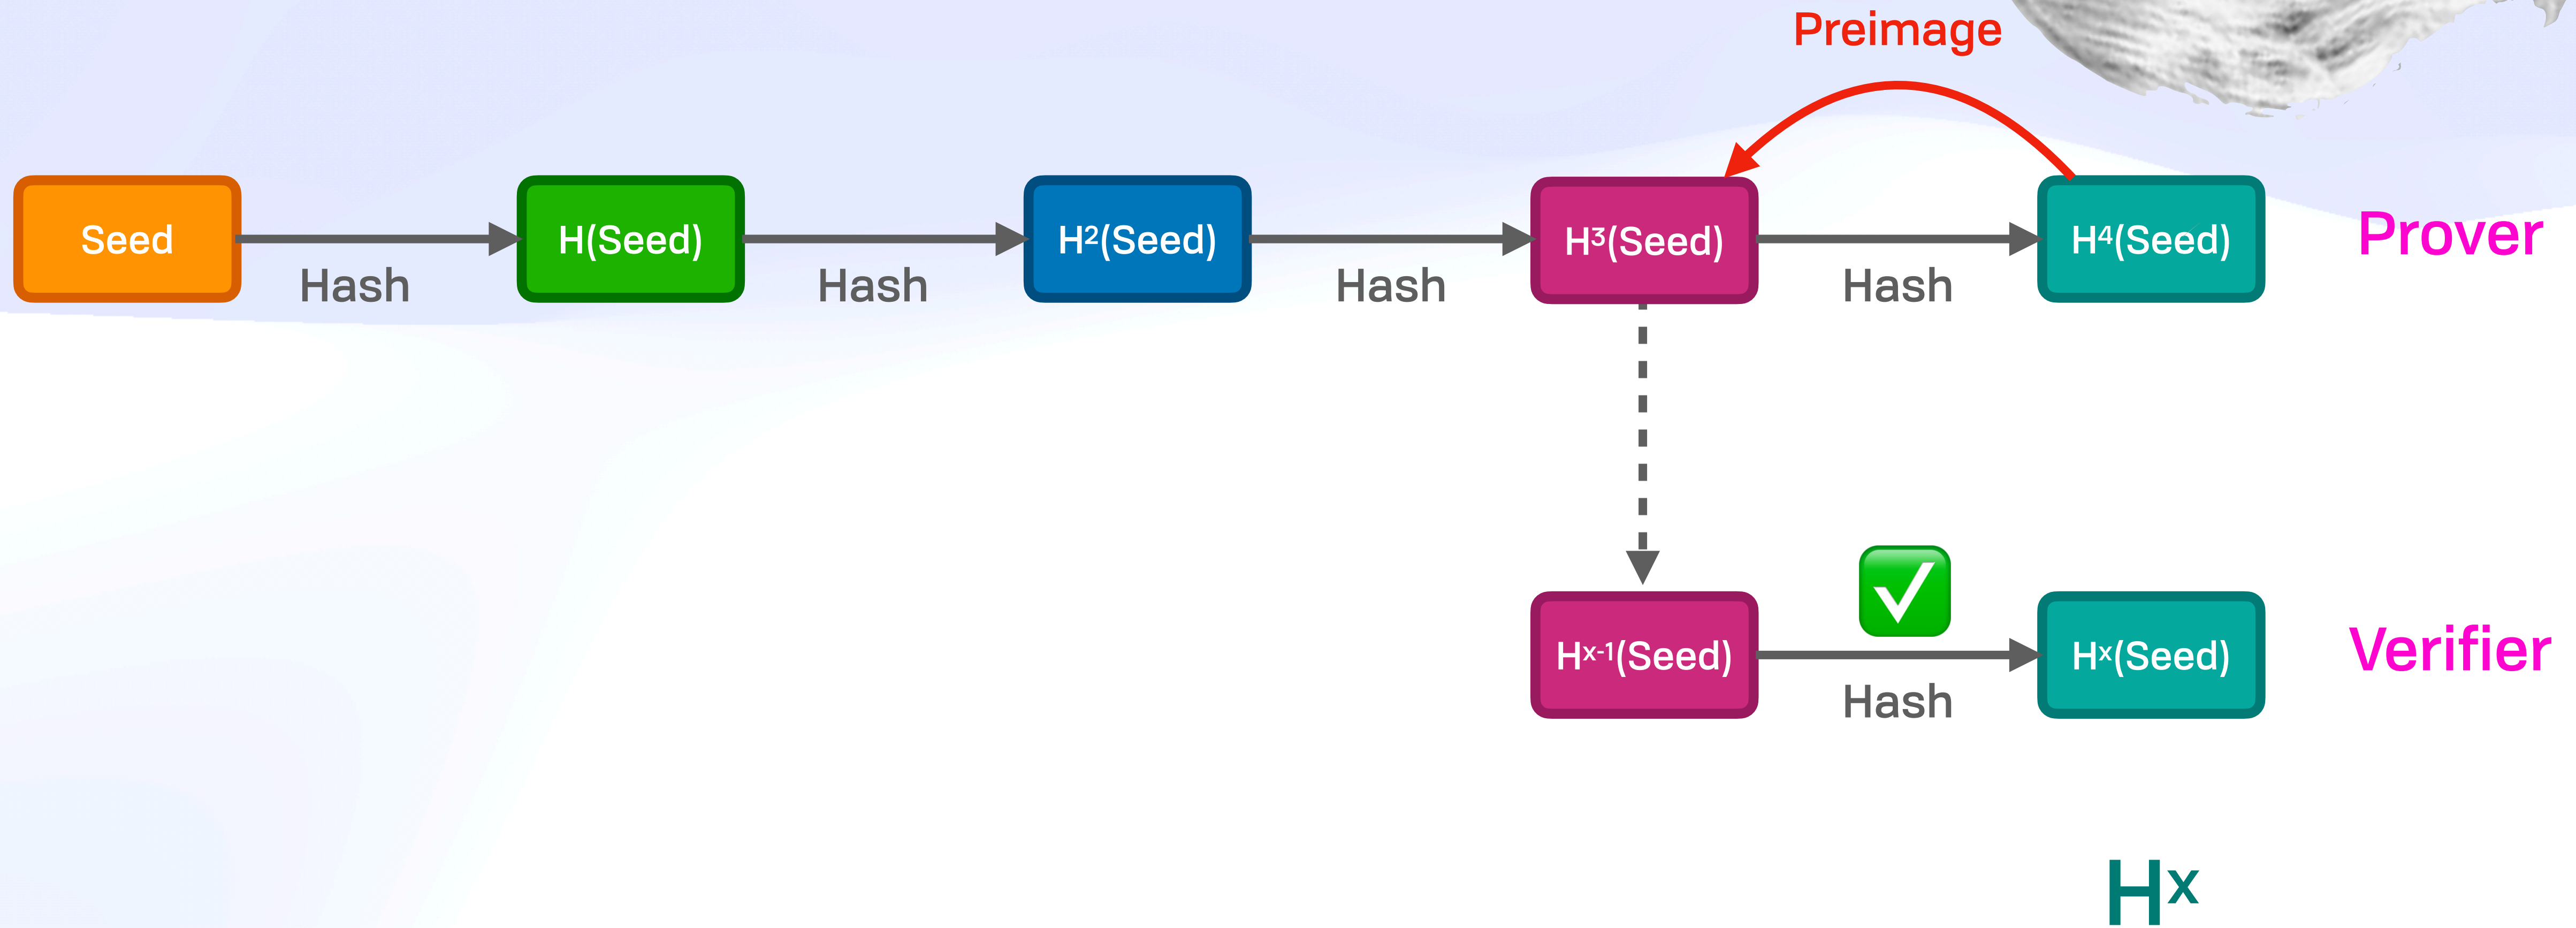 Preimage
Seed
H(Seed)
H²(Seed)
H³(Seed)
H⁴(Seed)
Prover
Hash
Hash
Hash
Hash
Hˣ⁻¹(Seed)
Hˣ(Seed)
Verifier
Hash
Hˣ